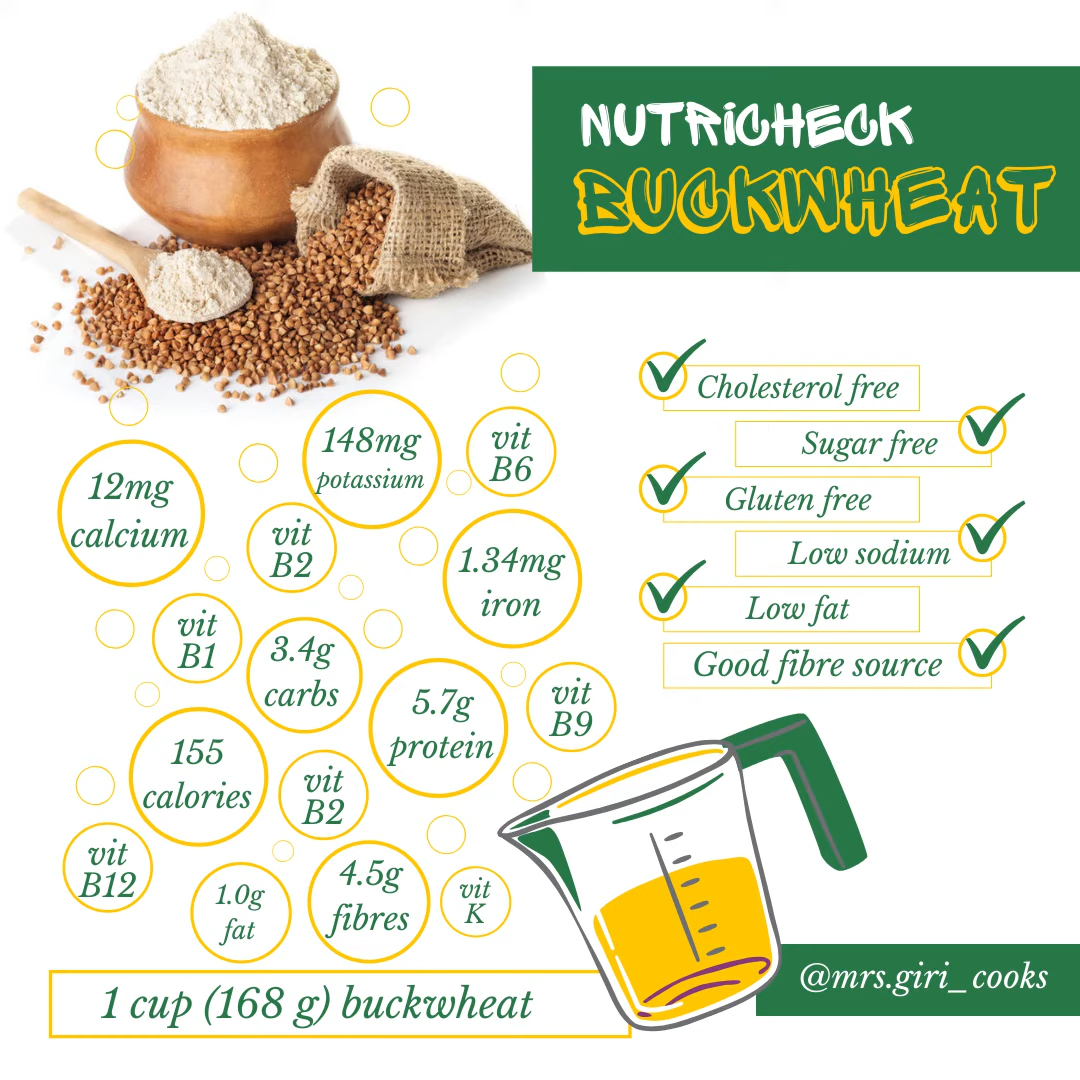 NUTRiCHECK
BUCKWHEAT
Cholesterol free
Sugar free
Gluten free
Low sodium
Low fat
Good fibre source
148mg
potassium
vit
B6
12mg
calcium
vit
B2
1.34mg
iron
vit
B1
3.4g
carbs
5.7g
protein
vit
B9
155
calories
vit
B2
vit
B12
1.0g
fat
4.5g
fibres
vit
K
1 cup (168 g) buckwheat
@mrs.giri_cooks